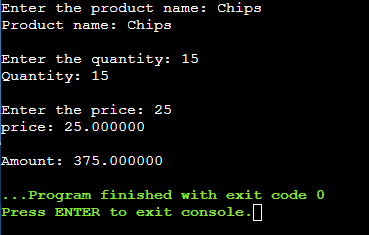 Enter the product name: Chips
Product name: Chips
Enter the quantity: 15
Quantity: 15
Enter the price: 25
price: 25.000000
Amount: 375.000000
...Program finished with exit code 0
Press ENTER to exit console.